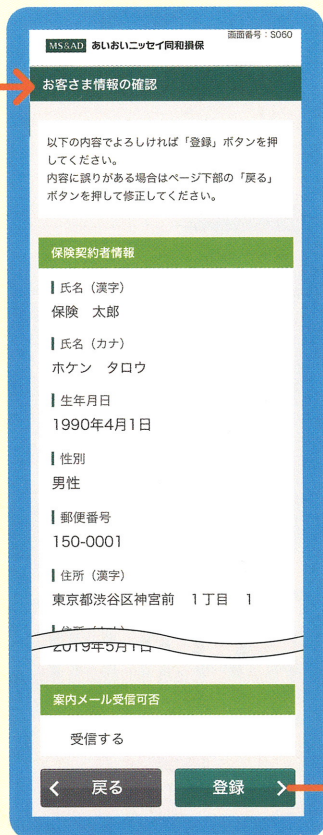 画面番号：S060
MS&AD あいおいニッセイ同和損保
お客さま情報の確認
以下の内容でよろしければ「登録」ボタンを押
してください。
内容に誤りがある場合はページ下部の「戻る」
ボタンを押して修正してください。
保険契約者情報
氏名（漢字）
保険　太郎
氏名（カナ）
ホケン　タロウ
生年月日
1990年4月1日
性別
男性
郵便番号
150-0001
住所（漢字）
東京都渋谷区神宮前　1丁目　1
2019年5月1日
案内メール受信可否
受信する
戻る
登録